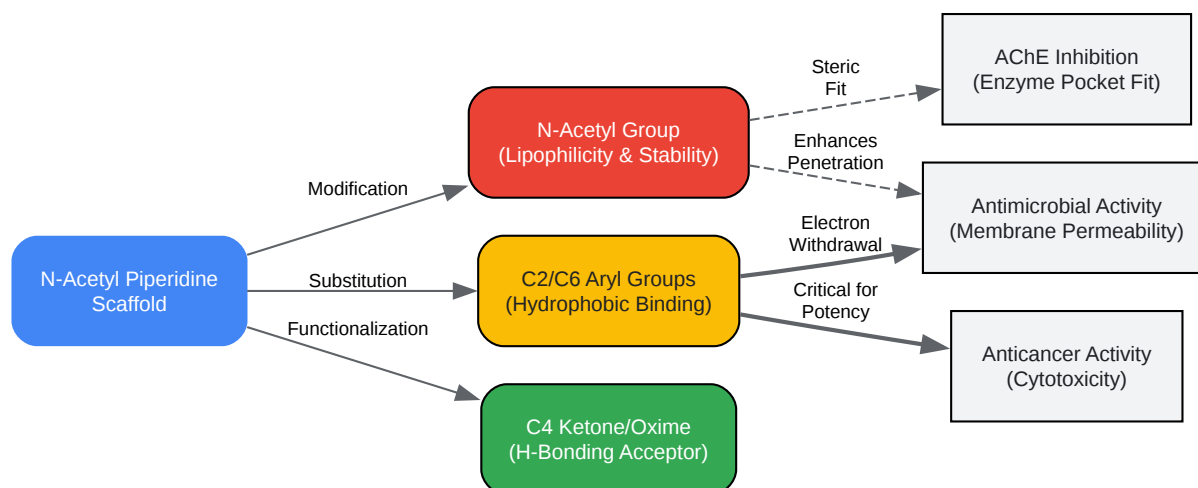 N-Acetyl Piperidine
Scaffold
Modification
Substitution
Functionalization
N-Acetyl Group
(Lipophilicity & Stability)
C2/C6 Aryl Groups
(Hydrophobic Binding)
C4 Ketone/Oxime
(H-Bonding Acceptor)
Steric
Fit
Enhances
Penetration
Electron
Withdrawal
Critical for
Potency
AChE Inhibition
(Enzyme Pocket Fit)
Antimicrobial Activity
(Membrane Permeability)
Anticancer Activity
(Cytotoxicity)